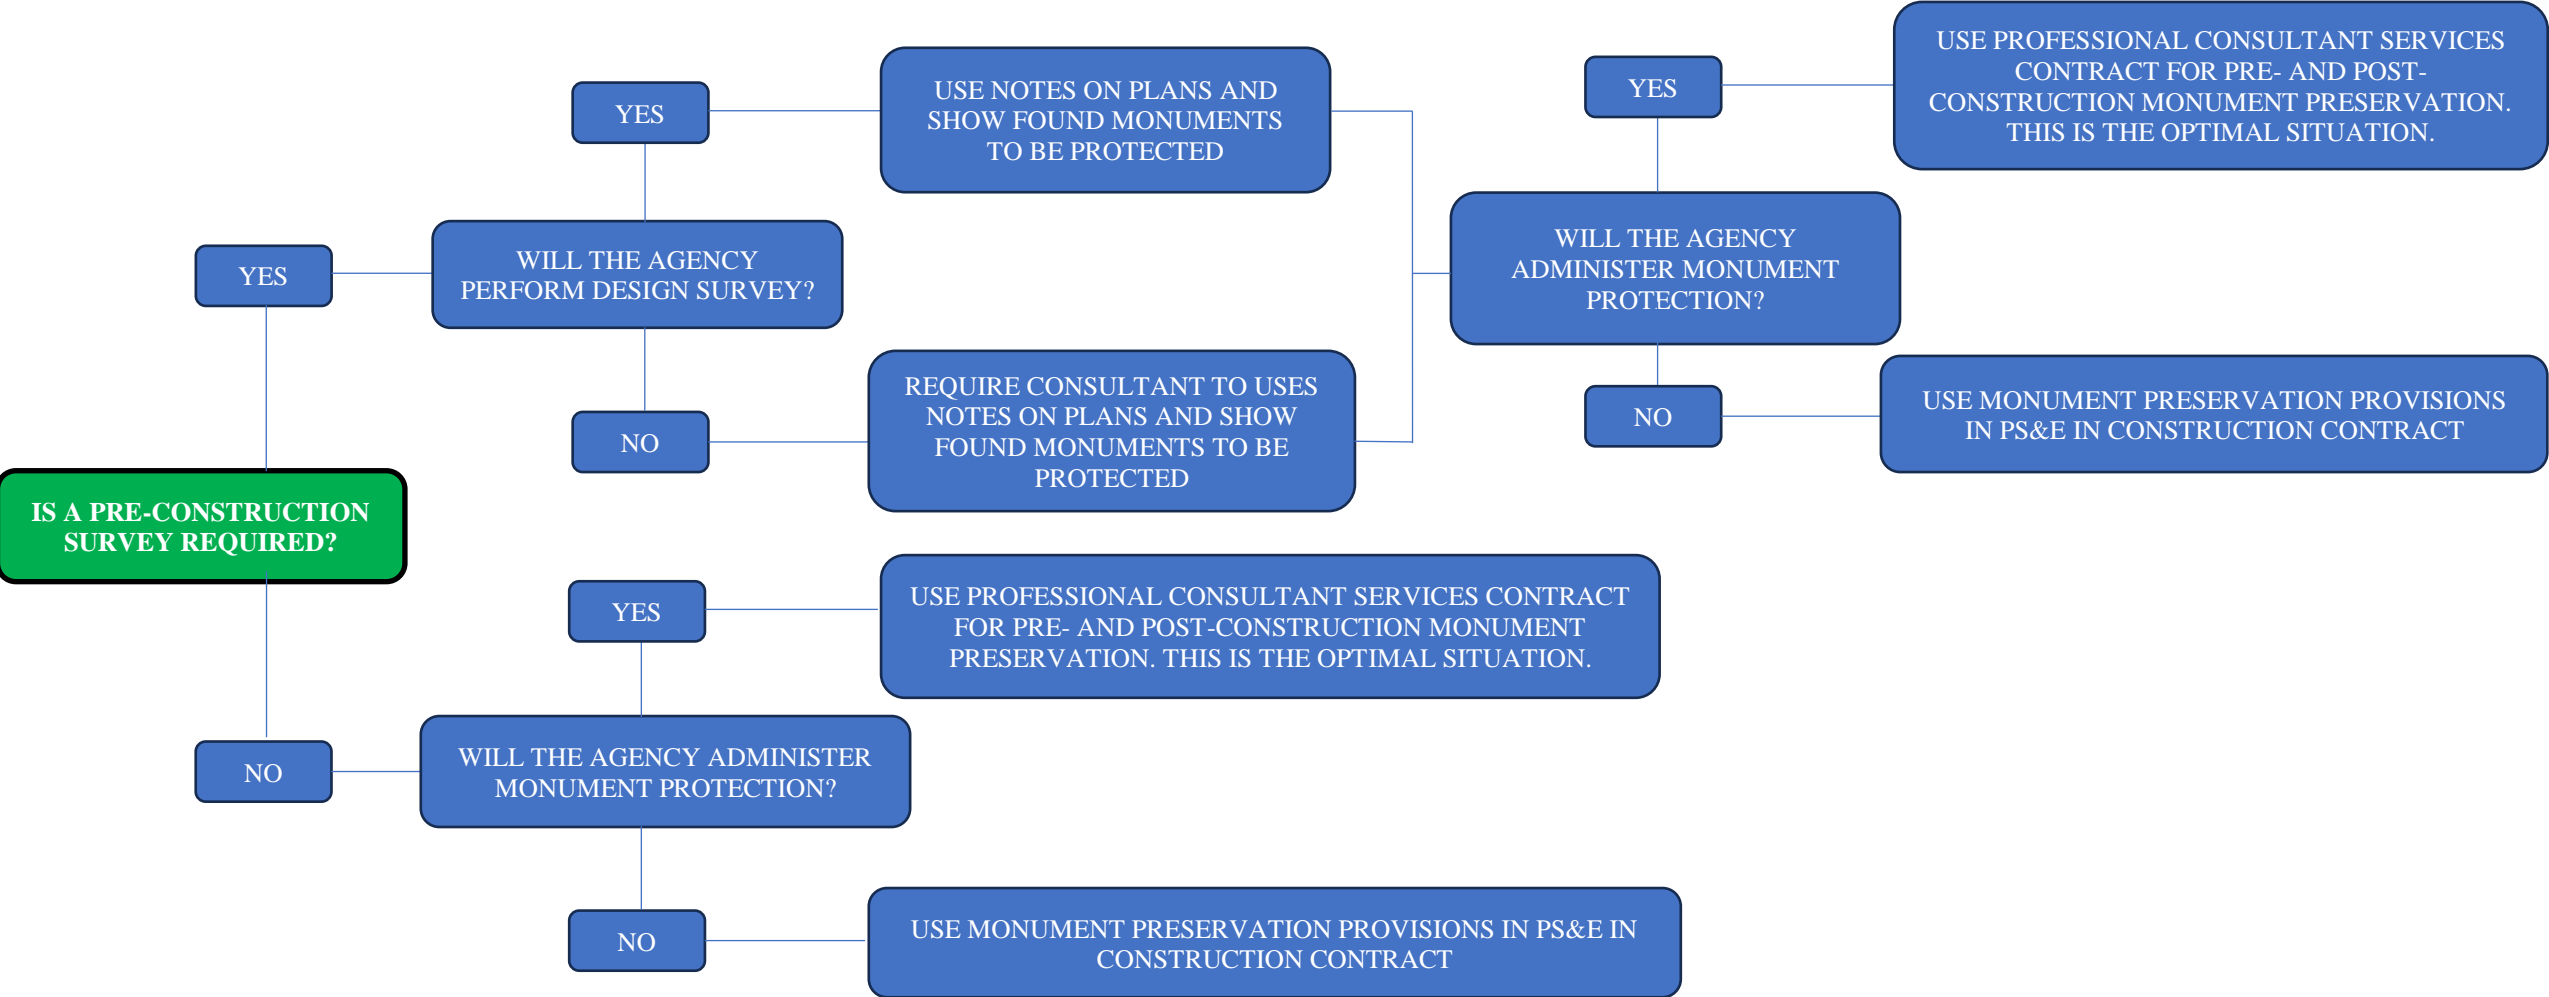 IS A PRE-CONSTRUCTION
SURVEY REQUIRED?
YES
WILL THE AGENCY
PERFORM DESIGN SURVEY?
YES
USE NOTES ON PLANS AND
SHOW FOUND MONUMENTS
TO BE PROTECTED
NO
REQUIRE CONSULTANT TO USES
NOTES ON PLANS AND SHOW
FOUND MONUMENTS TO BE
PROTECTED
WILL THE AGENCY
ADMINISTER MONUMENT
PROTECTION?
YES
USE PROFESSIONAL CONSULTANT SERVICES
CONTRACT FOR PRE- AND POST-
CONSTRUCTION MONUMENT PRESERVATION.
THIS IS THE OPTIMAL SITUATION.
NO
USE MONUMENT PRESERVATION PROVISIONS
IN PS&E IN CONSTRUCTION CONTRACT
NO
WILL THE AGENCY ADMINISTER
MONUMENT PROTECTION?
YES
USE PROFESSIONAL CONSULTANT SERVICES CONTRACT
FOR PRE- AND POST-CONSTRUCTION MONUMENT
PRESERVATION. THIS IS THE OPTIMAL SITUATION.
NO
USE MONUMENT PRESERVATION PROVISIONS IN PS&E IN
CONSTRUCTION CONTRACT